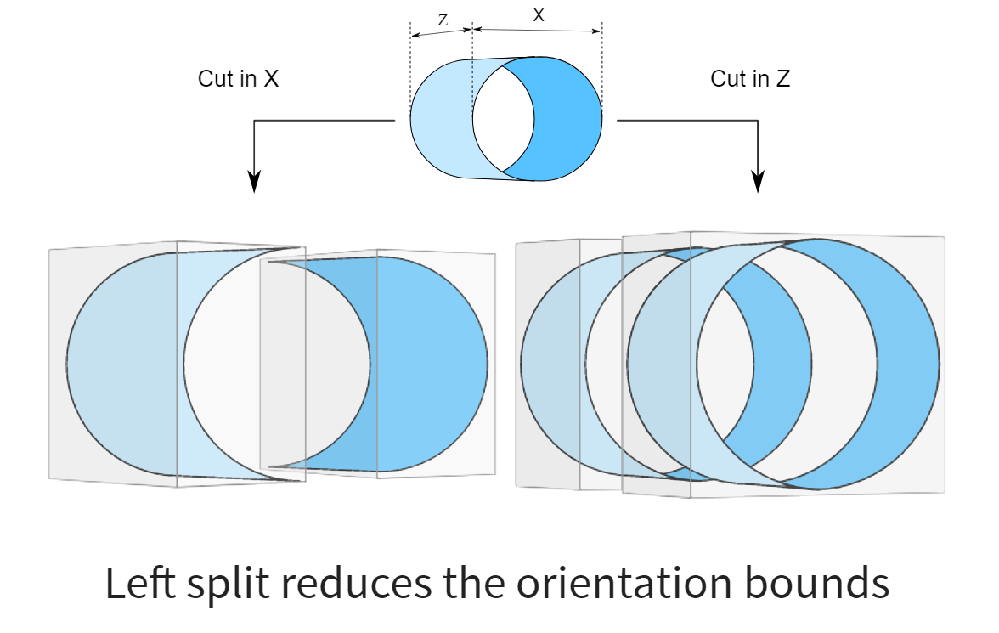 Z
X
Cut in X
Cut in Z
Left split reduces the orientation bounds